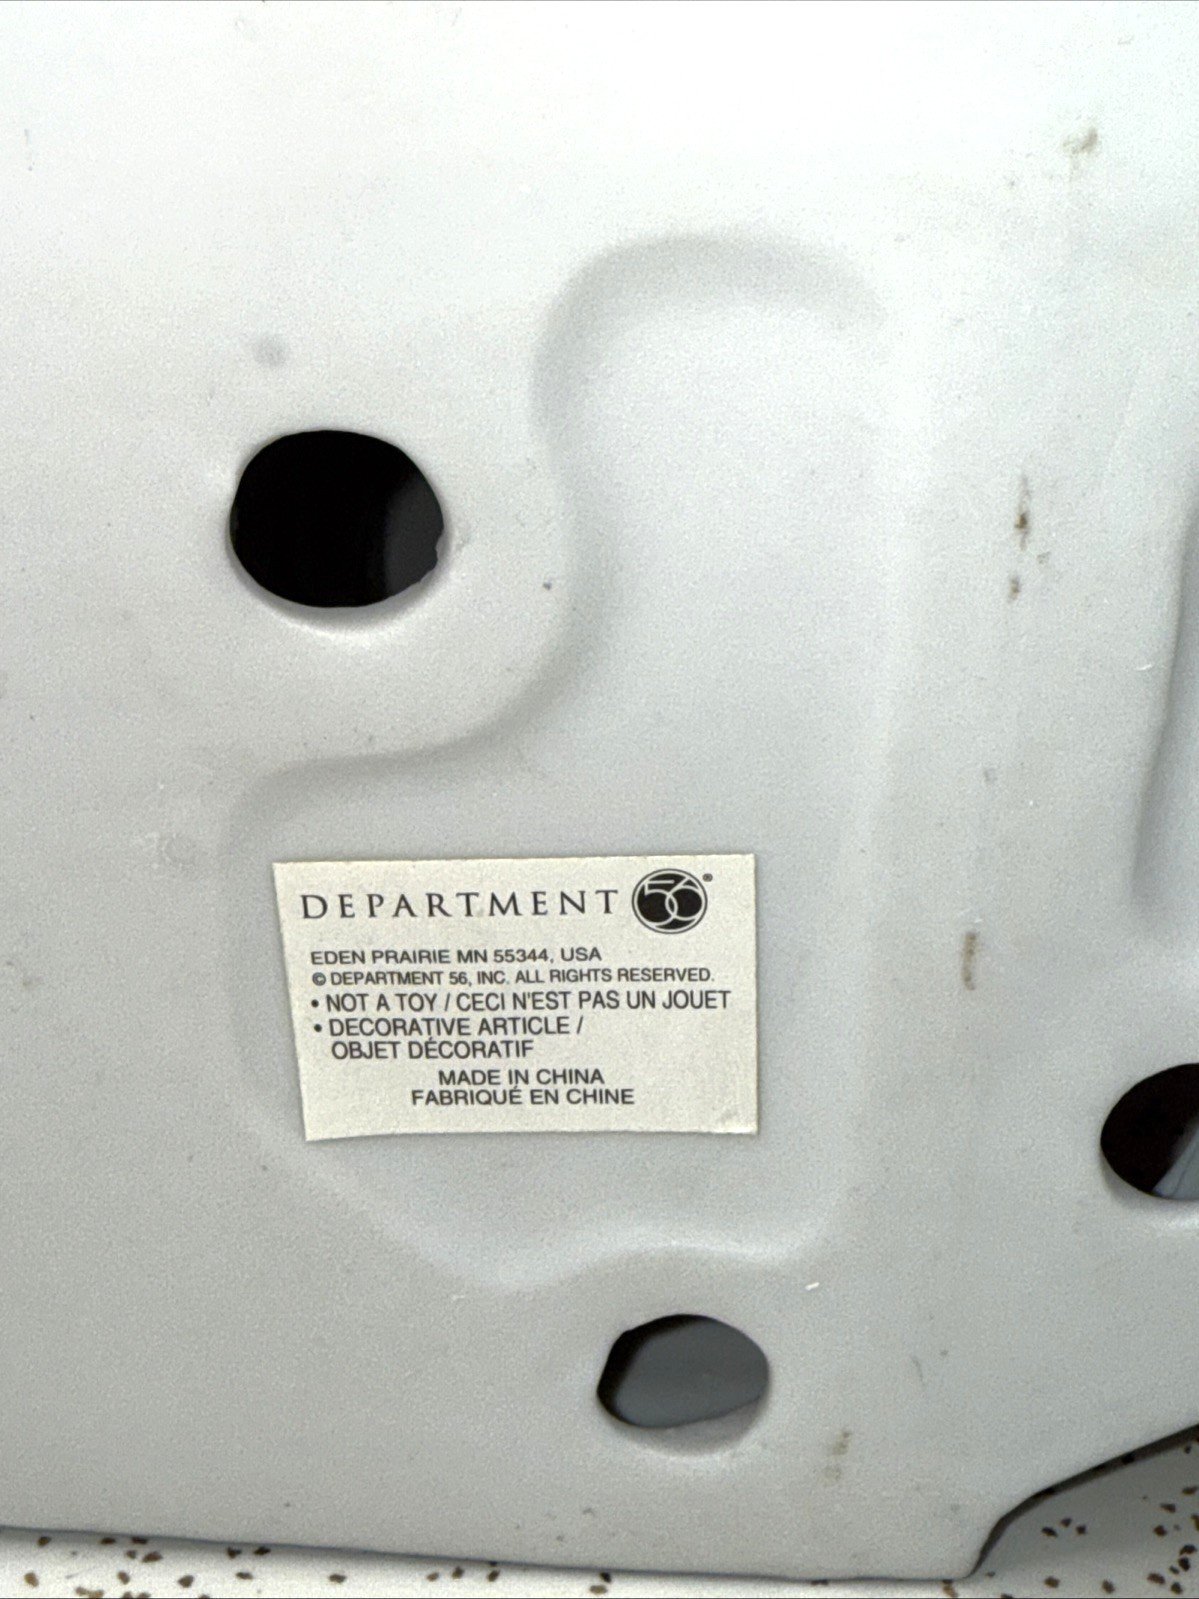 DEPARTMENT 56®
EDEN PRAIRIE MN 55344, USA
© DEPARTMENT 56, INC. ALL RIGHTS RESERVED.
• NOT A TOY / CECI N'EST PAS UN JOUET
• DECORATIVE ARTICLE /
OBJET DÉCORATIF
MADE IN CHINA
FABRIQUÉ EN CHINE